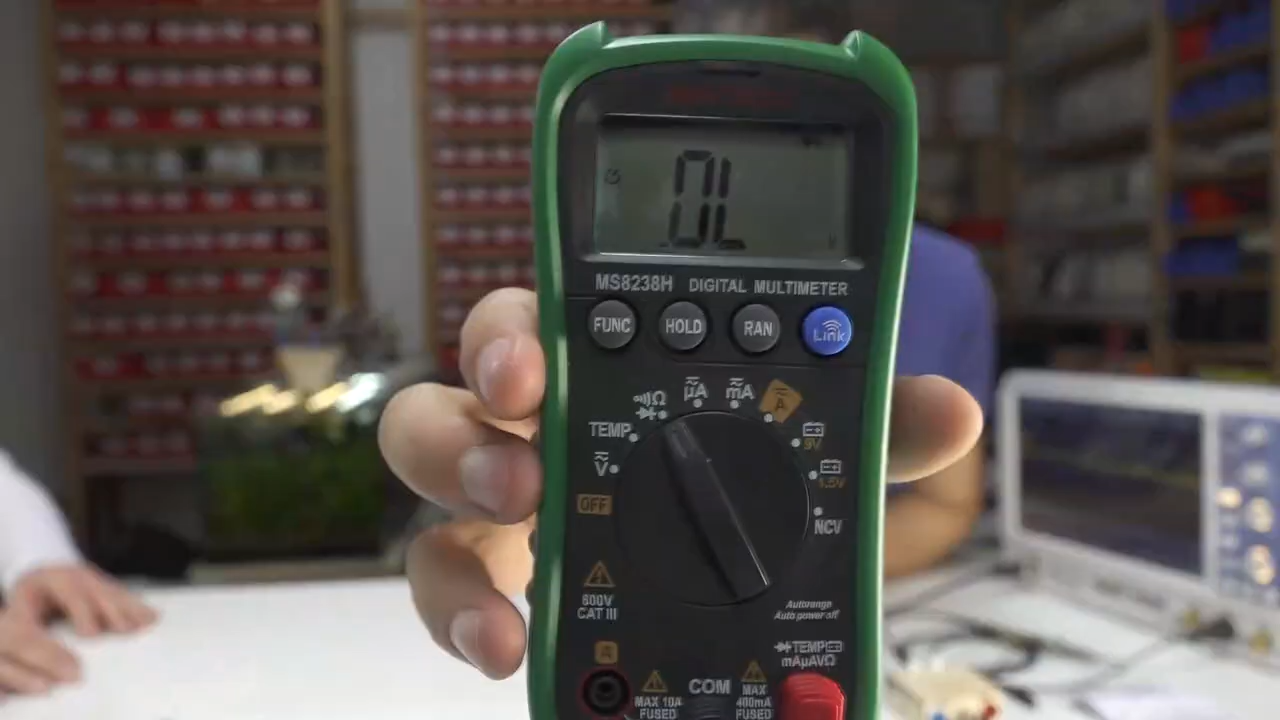 0L
MS8238H DIGITAL MULTIMETER
FUNC HOLD RAN Link
µA mA A
Ω
TEMP
9V
V
1.5V
OFF
NCV
600V
CAT III
Autorange
Auto power off
A
TEMP
mAµAVΩ
COM
MAX 10A
FUSED
MAX
400mA
FUSED